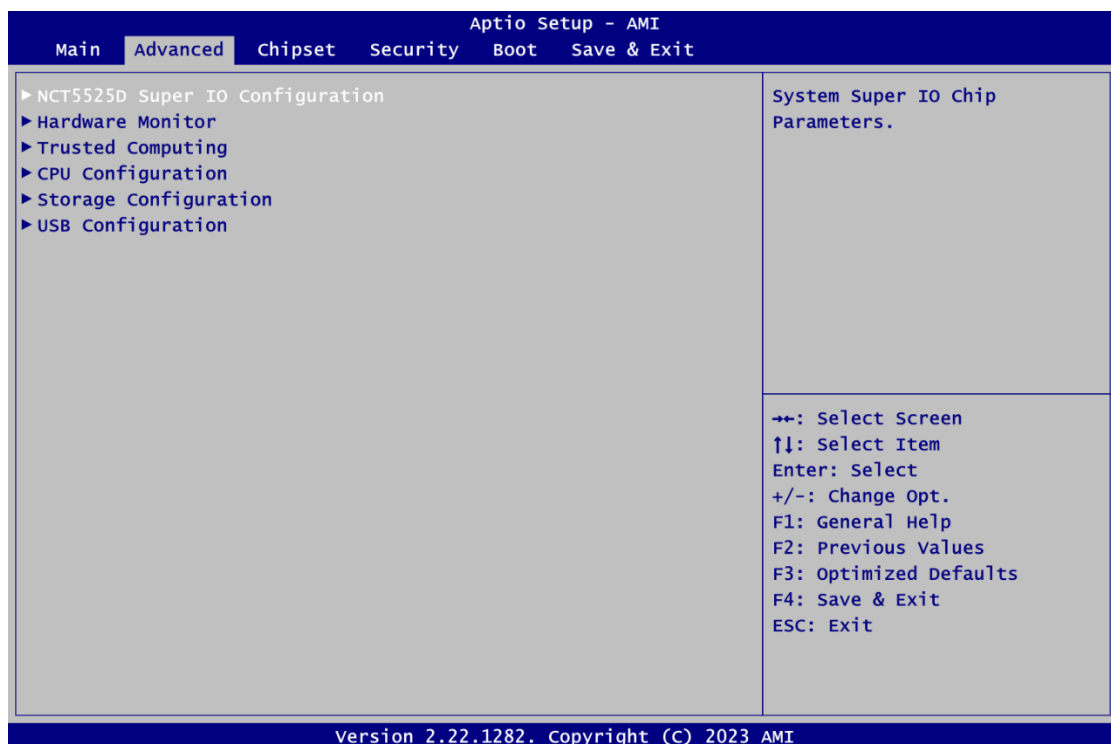 Aptio Setup - AMI
Main Advanced Chipset Security Boot Save & Exit
►NCT5525D Super IO Configuration
►Hardware Monitor
►Trusted Computing
►CPU Configuration
►Storage Configuration
►USB Configuration
System Super IO Chip
Parameters.
→←: Select Screen
↑↓: Select Item
Enter: Select
+/-: Change Opt.
F1: General Help
F2: Previous Values
F3: Optimized Defaults
F4: Save & Exit
ESC: Exit
Version 2.22.1282. Copyright (C) 2023 AMI